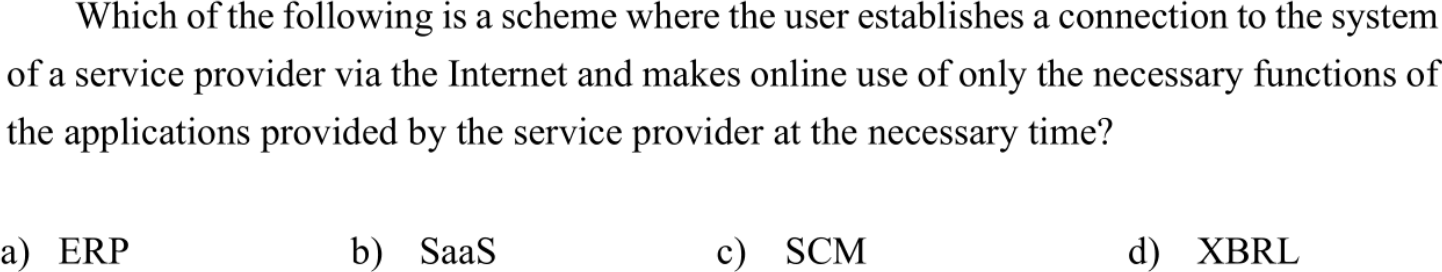 Which of the following is a scheme where the user establishes a connection to the system
of a service provider via the Internet and makes online use of only the necessary functions of
the applications provided by the service provider at the necessary time?
a) ERP b) SaaS c) SCM d) XBRL